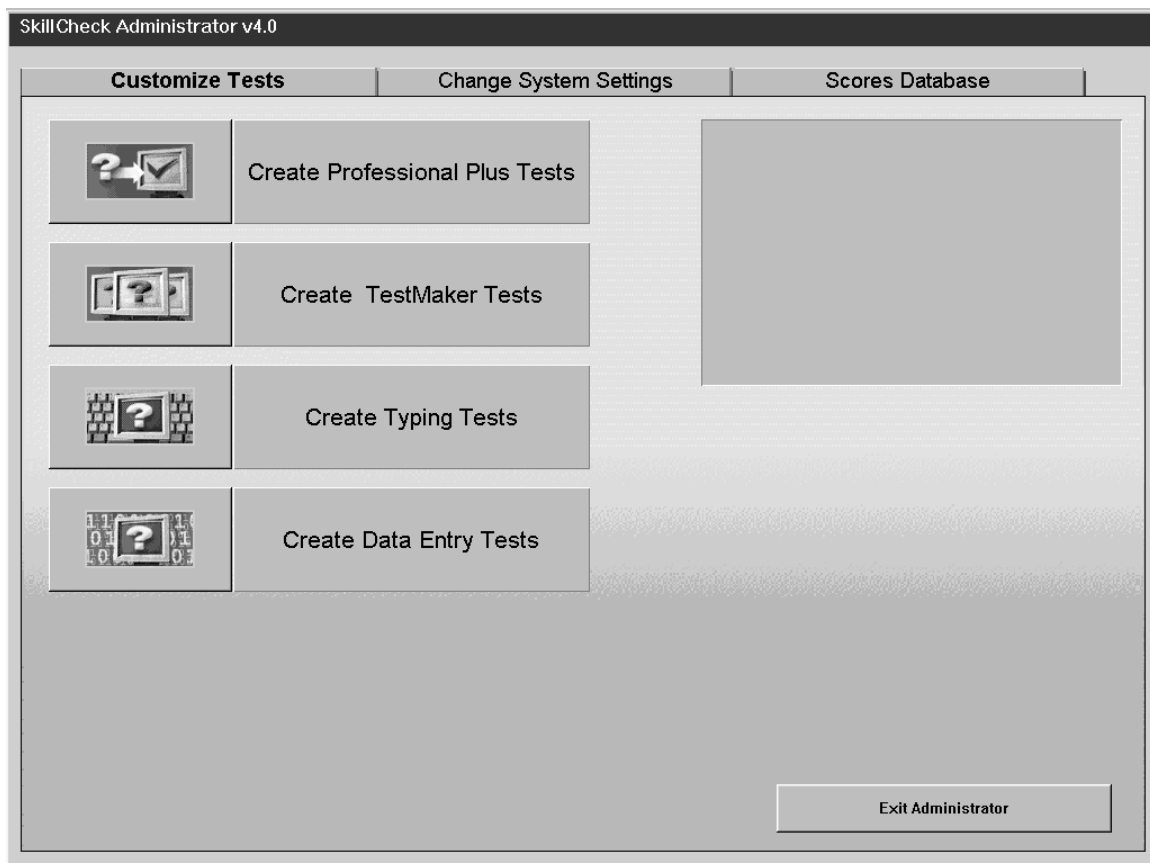 SkillCheck Administrator v4.0
Customize Tests
Change System Settings
Scores Database
Create Professional Plus Tests
Create TestMaker Tests
Create Typing Tests
Create Data Entry Tests
Exit Administrator